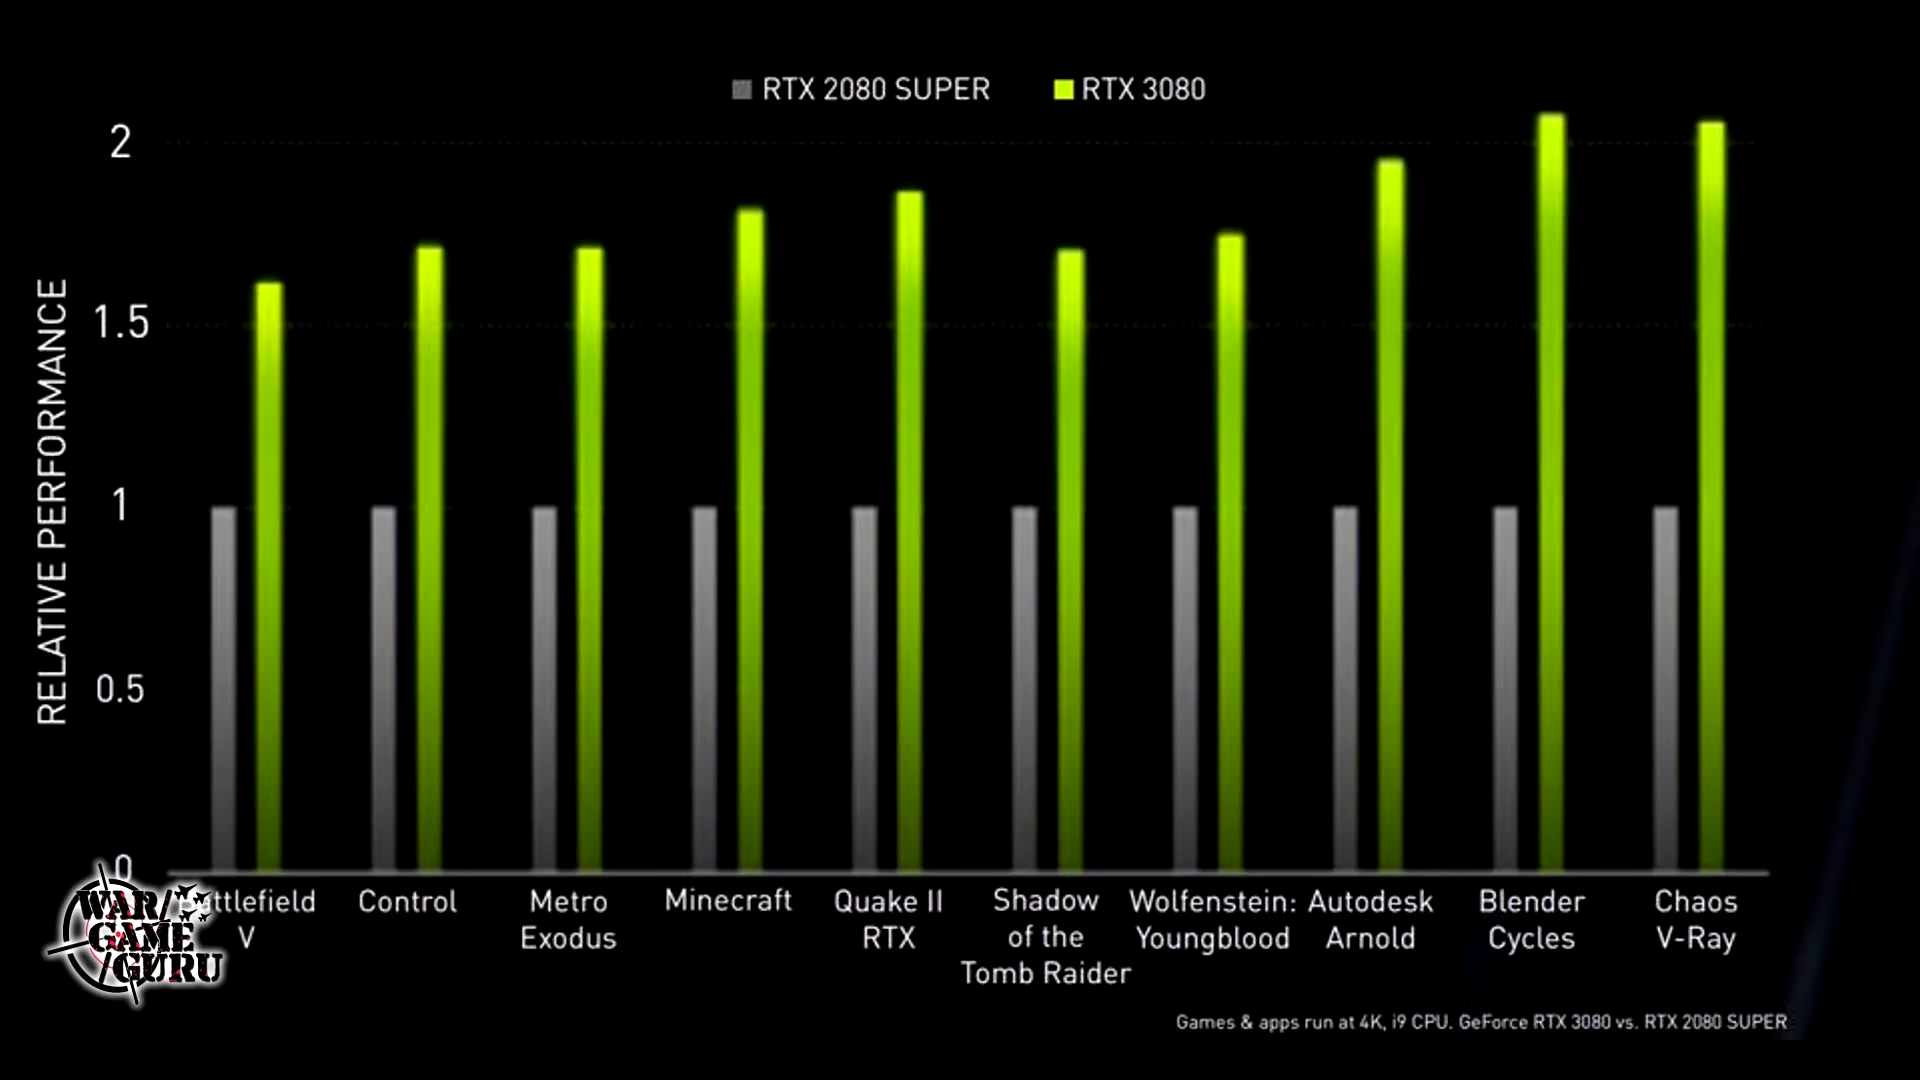 RTX 2080 SUPER
RTX 3080
RELATIVE PERFORMANCE
2
1.5
1
0.5
0
Battlefield
V
Control
Metro
Exodus
Minecraft
Quake II
RTX
Shadow
of the
Tomb Raider
Wolfenstein:
Youngblood
Autodesk
Arnold
Blender
Cycles
Chaos
V-Ray
WAR/
GAME
GURU
Games & apps run at 4K, i9 CPU. GeForce RTX 3080 vs. RTX 2080 SUPER